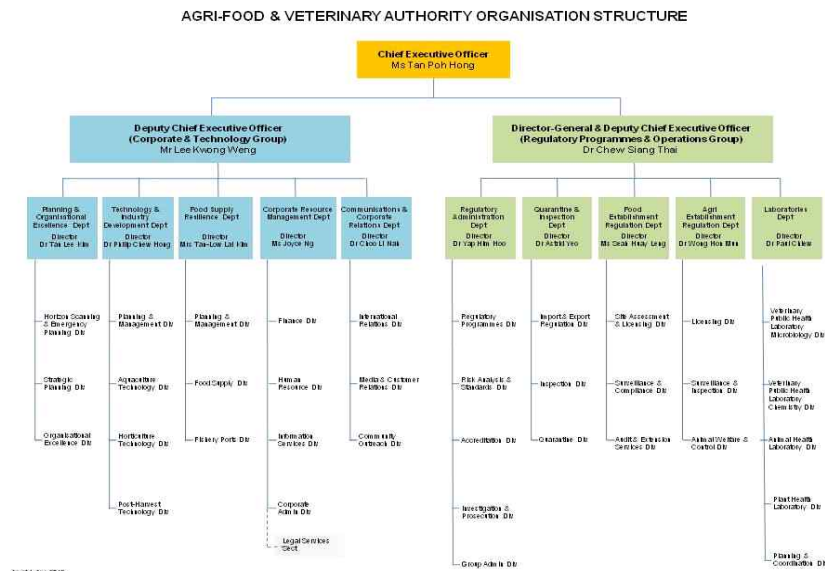 AGRI-FOOD & VETERINARY AUTHORITY ORGANISATION STRUCTURE
Chief Executive Officer
Ms Tan Poh Hong
Deputy Chief Executive Officer
(Corporate & Technology Group)
Mr Lee Kwong Weng
Director-General & Deputy Chief Executive Officer
(Regulatory Programmes & Operations Group)
Dr Chew Siang Thai
Planning &
Organisational
Excellence Dept
Director
Dr Tan Lee Kim
Technology &
Industry
Development Dept
Director
Dr Philip Chew Hong
Food Supply
Resilience Dept
Director
Mrs Tan-Low Lai Kim
Corporate Resourse
Management Dept
Director
Ms Joyce Ng
Communications &
Corporate
Relations Dept
Director
Dr Choo Li Nah
Regulatory
Administration
Dept
Director
Dr Yap Him Hoo
Quarantine &
Inspection
Dept
Director
Dr Astrid Yeo
Food
Establishment
Regulation Dept
Director
Ms Seah Huay Leng
Agri
Establishment
Regulation Dept
Director
Dr Wong Hon Mun
Laboratories
Dept
Director
Dr Paul Chiew
Horizon Scanning
& Emergency
Planning Div
Strategic
Planning Div
Organisational
Excellence Div
Planning &
Management Div
Aquaculture
Technology Div
Horticulture
Technology Div
Post-Harvest
Technology Div
Planning &
Management Div
Food Supply Div
Fishery Ports Div
Finance Div
Human
Resource Div
Information
Services Div
Corporate
Admin Div
Legal Services
Sect
International
Relations Div
Media & Customer
Relations Div
Community
Outreach Div
Regulatory
Programmes Div
Risk Analysis &
Standards Div
Accreditation Div
Investigation &
Prosecution Div
Group Admin Div
Import & Export
Regulation Div
Inspection Div
Quarantine Div
Site Assessment
& Licensing Div
Surveillance &
Compliance Div
Audit & Extension
Services Div
Licensing Div
Surveillance &
Inspection Div
Animal Welfare &
Control Div
Veterinary
Public Health
Laboratory
Microbiology Div
Veterinary
Public Health
Laboratory
Chemistry Div
Animal Health
Laboratory Div
Plant Health
Laboratory Div
Planning &
Coordination Div